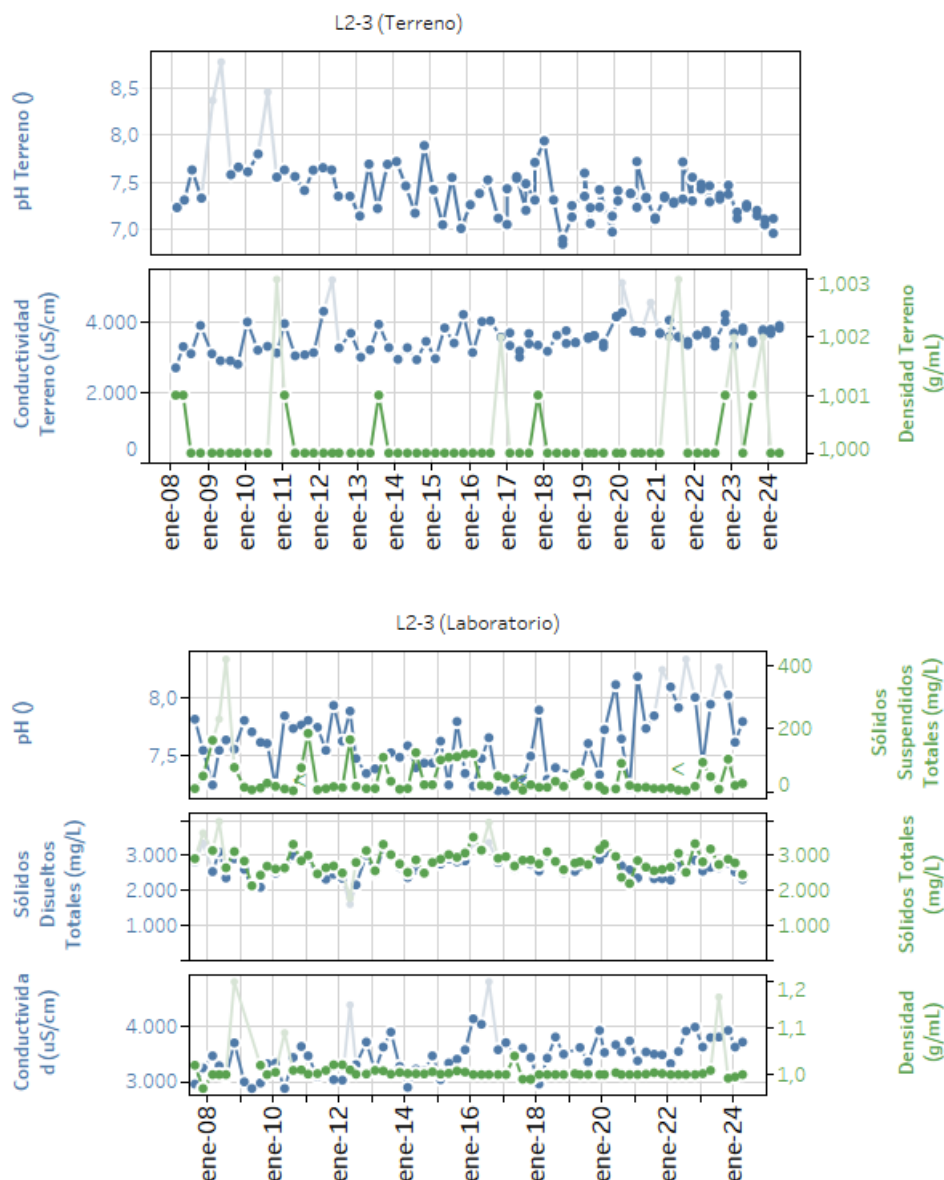 L2-3 (Terreno)
pH Terreno ()
8,5
8,0
7,5
7,0
Conductividad
Terreno (uS/cm)
4.000
2.000
0
1,003
1,002
1,001
1,000
Densidad Terreno
(g/mL)
ene-08
ene-09
ene-10
ene-11
ene-12
ene-13
ene-14
ene-15
ene-16
ene-17
ene-18
ene-19
ene-20
ene-21
ene-22
ene-23
ene-24
L2-3 (Laboratorio)
pH ()
8,0
7,5
<
<
400
200
0
Sólidos
Suspendidos
Totales (mg/L)
Sólidos
Disueltos
Totales (mg/L)
3.000
2.000
1.000
3.000
2.000
1.000
Sólidos Totales
(mg/L)
Conductivida
d (uS/cm)
4.000
3.000
1,2
1,1
1,0
Densidad
(g/mL)
ene-08
ene-10
ene-12
ene-14
ene-16
ene-18
ene-20
ene-22
ene-24